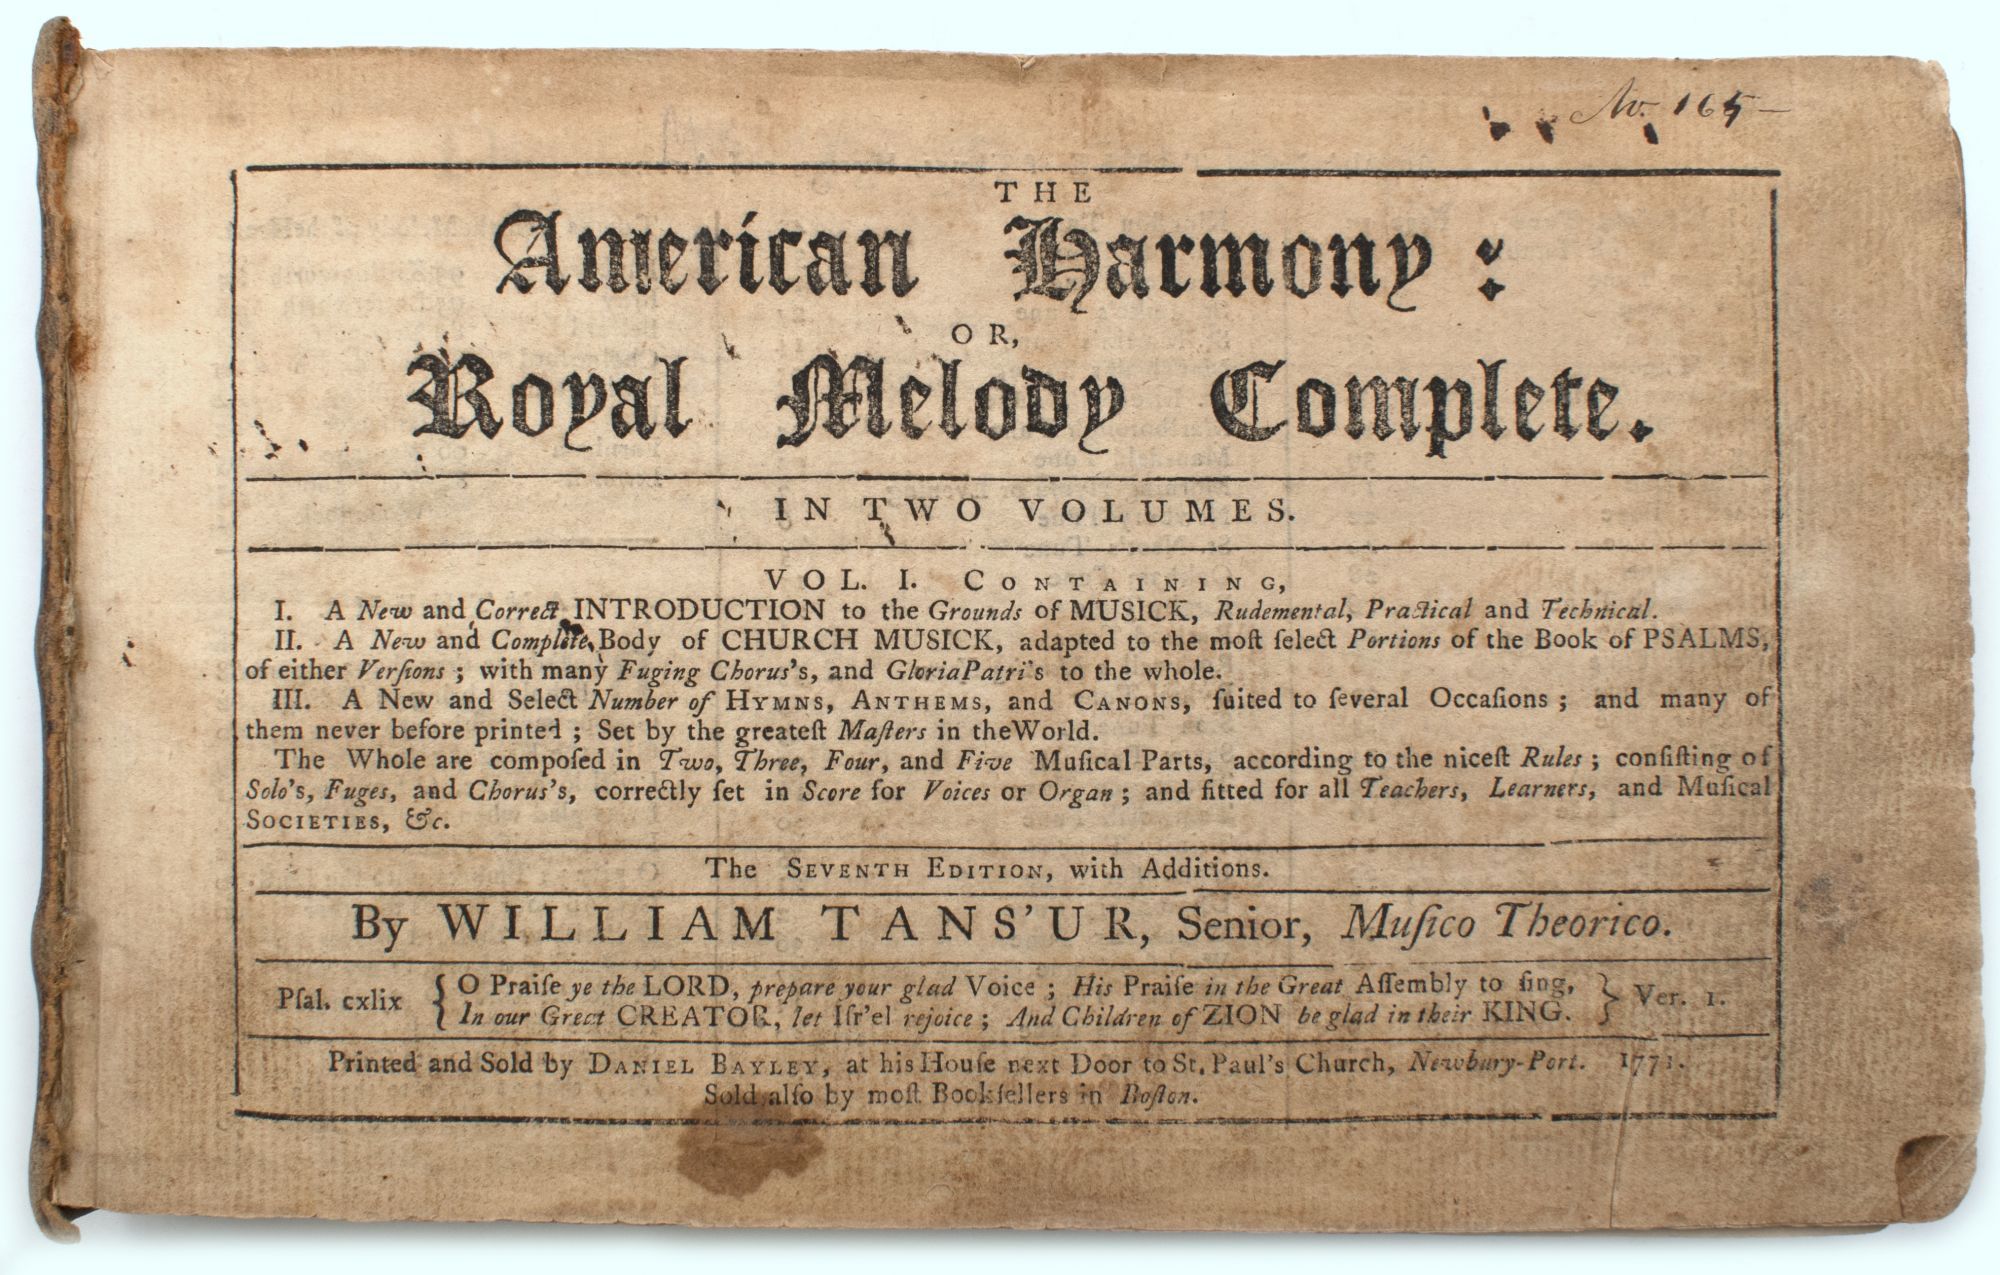 No. 165
THE
American Harmony:
OR,
Royal Melody Complete.
IN TWO VOLUMES.
VOL. I. CONTAINING,
I. A New and Correct INTRODUCTION to the Grounds of MUSICK, Rudemental, Practical and Technical.
II. A New and Complete Body of CHURCH MUSICK, adapted to the moſt ſelect Portions of the Book of PSALMS,
of either Verſions; with many Fuging Chorus's, and Gloria Patri's to the whole.
III. A New and Select Number of HYMNS, ANTHEMS, and CANONS, ſuited to ſeveral Occaſions; and many of
them never before printed; Set by the greateſt Maſters in the World.
The Whole are compoſed in Two, Three, Four, and Five Muſical Parts, according to the niceſt Rules; conſiſting of
Solo's, Fuges, and Chorus's, correctly ſet in Score for Voices or Organ; and fitted for all Teachers, Learners, and Muſical
SOCIETIES, &c.
The SEVENTH EDITION, with Additions.
By WILLIAM TANS'UR, Senior, Muſico Theorico.
Pſal. cxlix { O Praiſe ye the LORD, prepare your glad Voice; His Praiſe in the Great Aſſembly to ſing, } Ver. 1.
In our Great CREATOR, let Iſr'el rejoice; And Children of ZION be glad in their KING.
Printed and Sold by DANIEL BAYLEY, at his Houſe next Door to St. Paul's Church, Newbury-Port. 1771.
Sold alſo by moſt Bookſellers in Boſton.